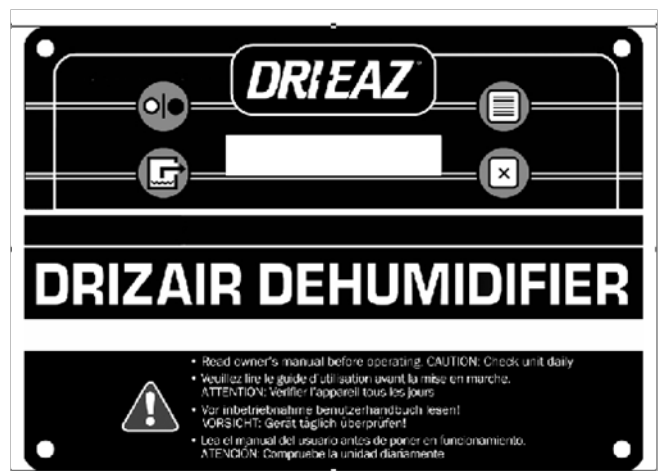 DRI-EAZ
DRIZAIR DEHUMIDIFIER
• Read owner's manual before operating. CAUTION: Check unit daily
• Veuillez lire le guide d'utilisation avant la mise en marche.
ATTENTION: Vérifier l'appareil tous les jours
• Vor inbetriebnahme benutzerhandbuch lesen!
VORSICHT: Gerät täglich überprüfen!
• Lea el manual del usuario antes de poner en funcionamiento.
ATENCIÓN: Compruebe la unidad diariamente